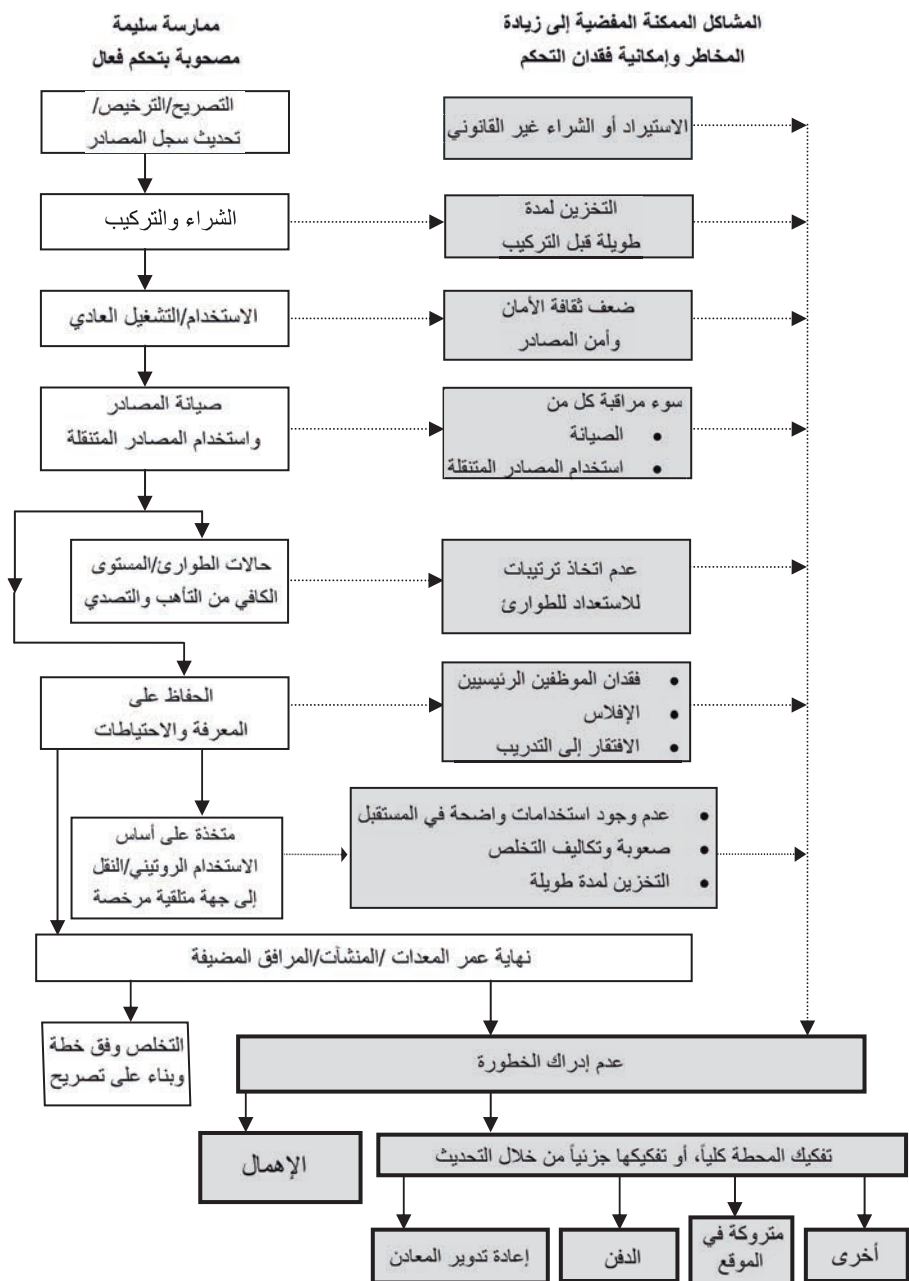 ممارسة سليمة
مصحوبة بتحكم فعال
المشاكل الممكنة المفضية إلى زيادة
المخاطر وإمكانية فقدان التحكم
التصريح/الترخيص/
تحديث سجل المصادر
الاستيراد أو الشراء غير القانوني
الشراء والتركيب
التخزين لمدة
طويلة قبل التركيب
الاستخدام/التشغيل العادي
ضعف ثقافة الأمان
وأمن المصادر
صيانة المصادر
واستخدام المصادر المتنقلة
سوء مراقبة كل من
• الصيانة
• استخدام المصادر المتنقلة
حالات الطوارئ/المستوى
الكافي من التأهب والتصدي
عدم اتخاذ ترتيبات
للاستعداد للطوارئ
الحفاظ على
المعرفة والاحتياطات
• فقدان الموظفين الرئيسيين
• الإفلاس
• الافتقار إلى التدريب
متخذة على أساس
الاستخدام الروتيني/النقل
إلى جهة متلقية مرخصة
• عدم وجود استخدامات واضحة في المستقبل
• صعوبة وتكاليف التخلص
• التخزين لمدة طويلة
نهاية عمر المعدات /المنشآت/المرافق المضيفة
التخلص وفق خطة
وبناء على تصريح
عدم إدراك الخطورة
الإهمال
تفكيك المحطة كلياً، أو تفكيكها جزئياً من خلال التحديث
أخرى
متروكة في
الموقع
الدفن
إعادة تدوير المعادن